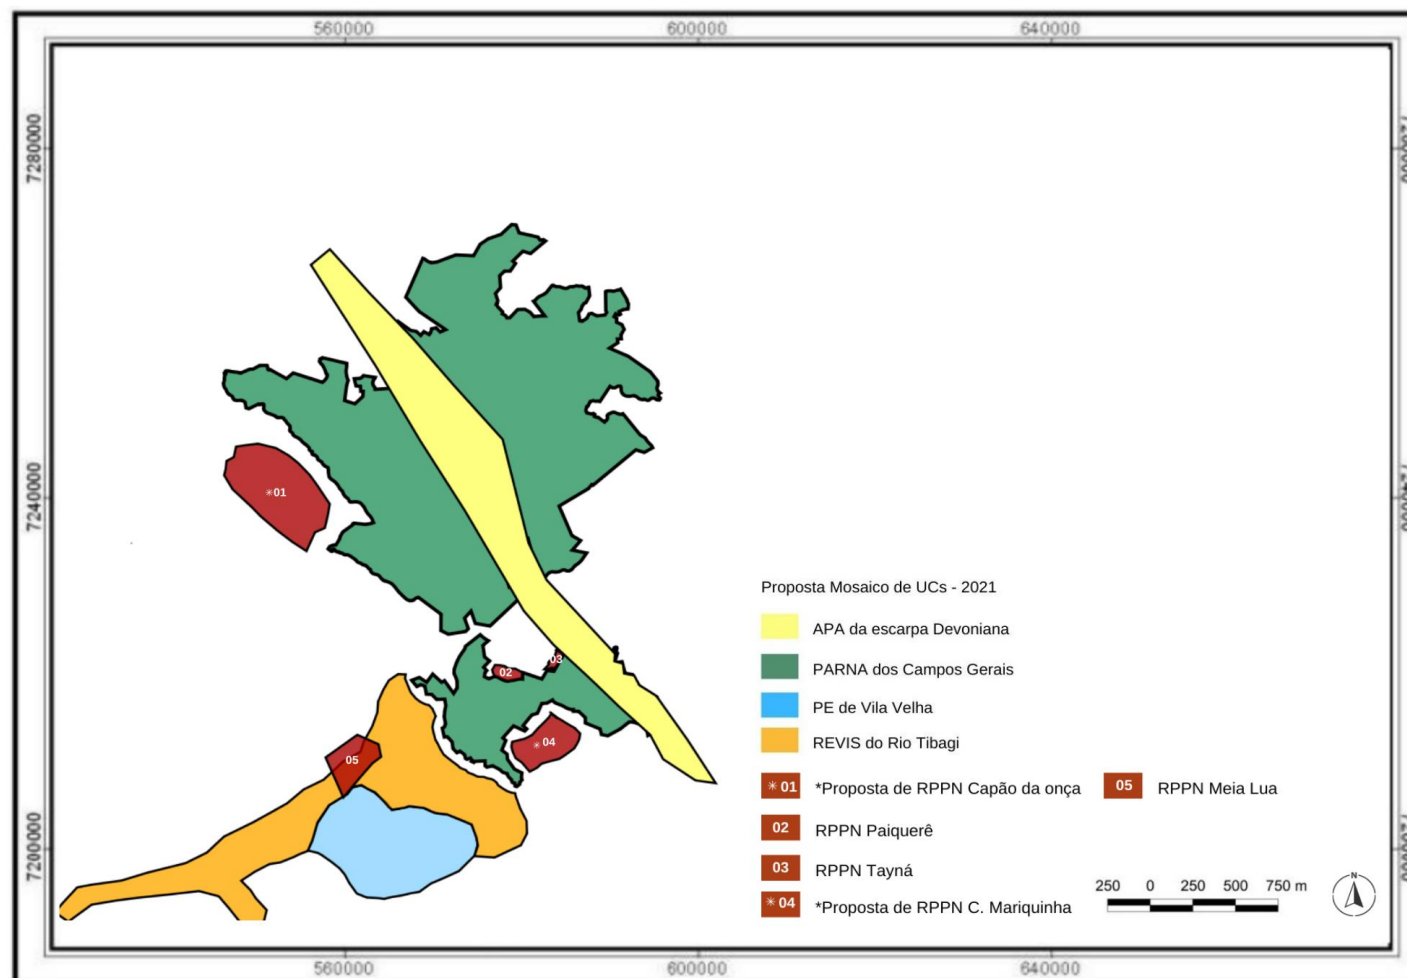 560000 600000 640000
7280000
7240000
7200000
*01
02
03
*04
05
Proposta Mosaico de UCs - 2021
APA da escarpa Devoniana
PARNA dos Campos Gerais
PE de Vila Velha
REVIS do Rio Tibagi
*01 *Proposta de RPPN Capão da onça
05 RPPN Meia Lua
02 RPPN Paiquerê
03 RPPN Tayná
*04 *Proposta de RPPN C. Mariquinha
250 0 250 500 750 m
N
560000 600000 640000